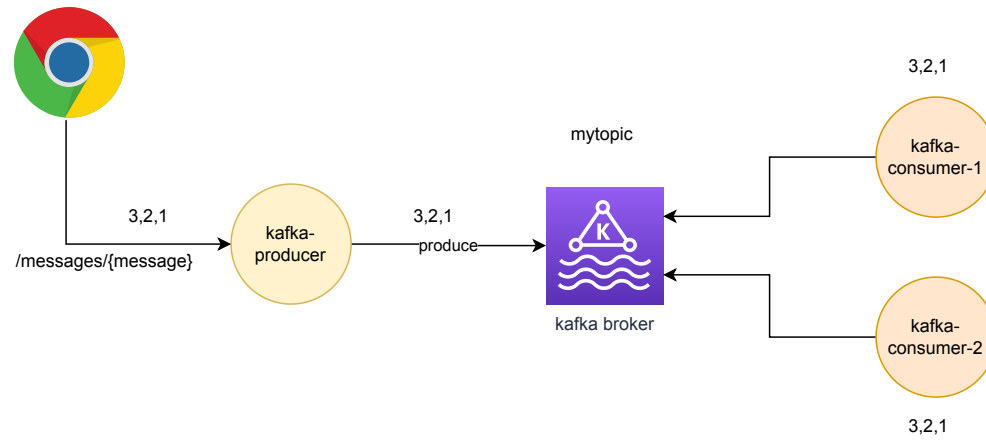 3,2,1
mytopic
kafka-
consumer-1
K
3,2,1
3,2,1
kafka-
producer
produce
/messages/{message}
kafka broker
kafka-
consumer-2
3,2,1